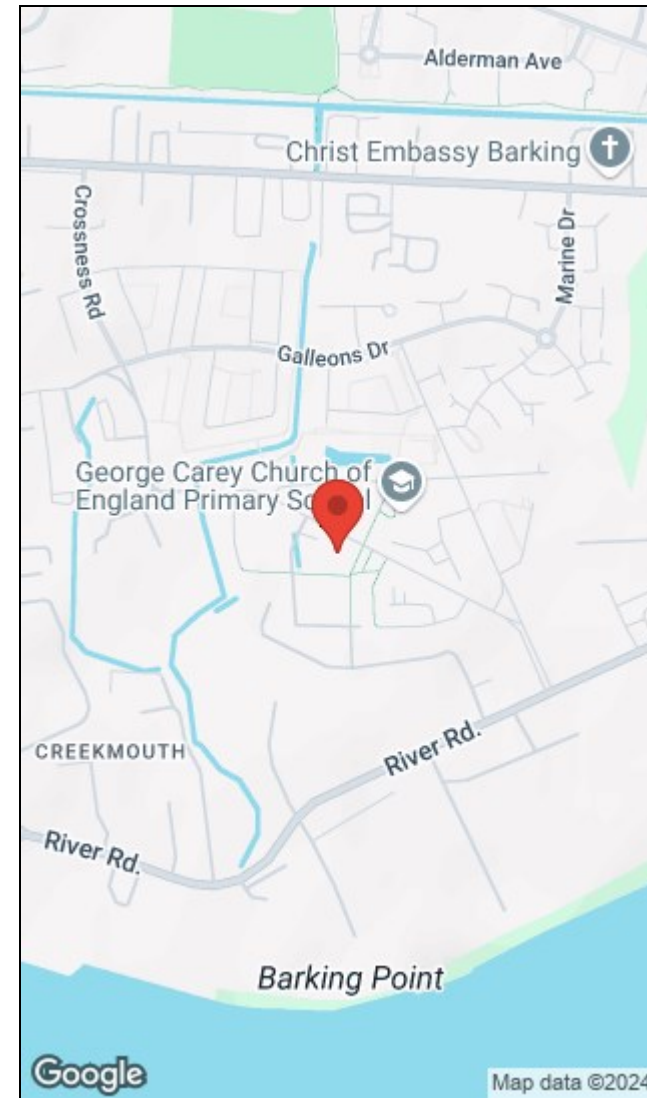 Alderman Ave
Christ Embassy Barking
Crossness Rd
Marine Dr
Galleons Dr
George Carey Church of
England Primary
CREEKMOUTH
River Rd.
River Rd.
Barking Point
Google
Map data ©2024